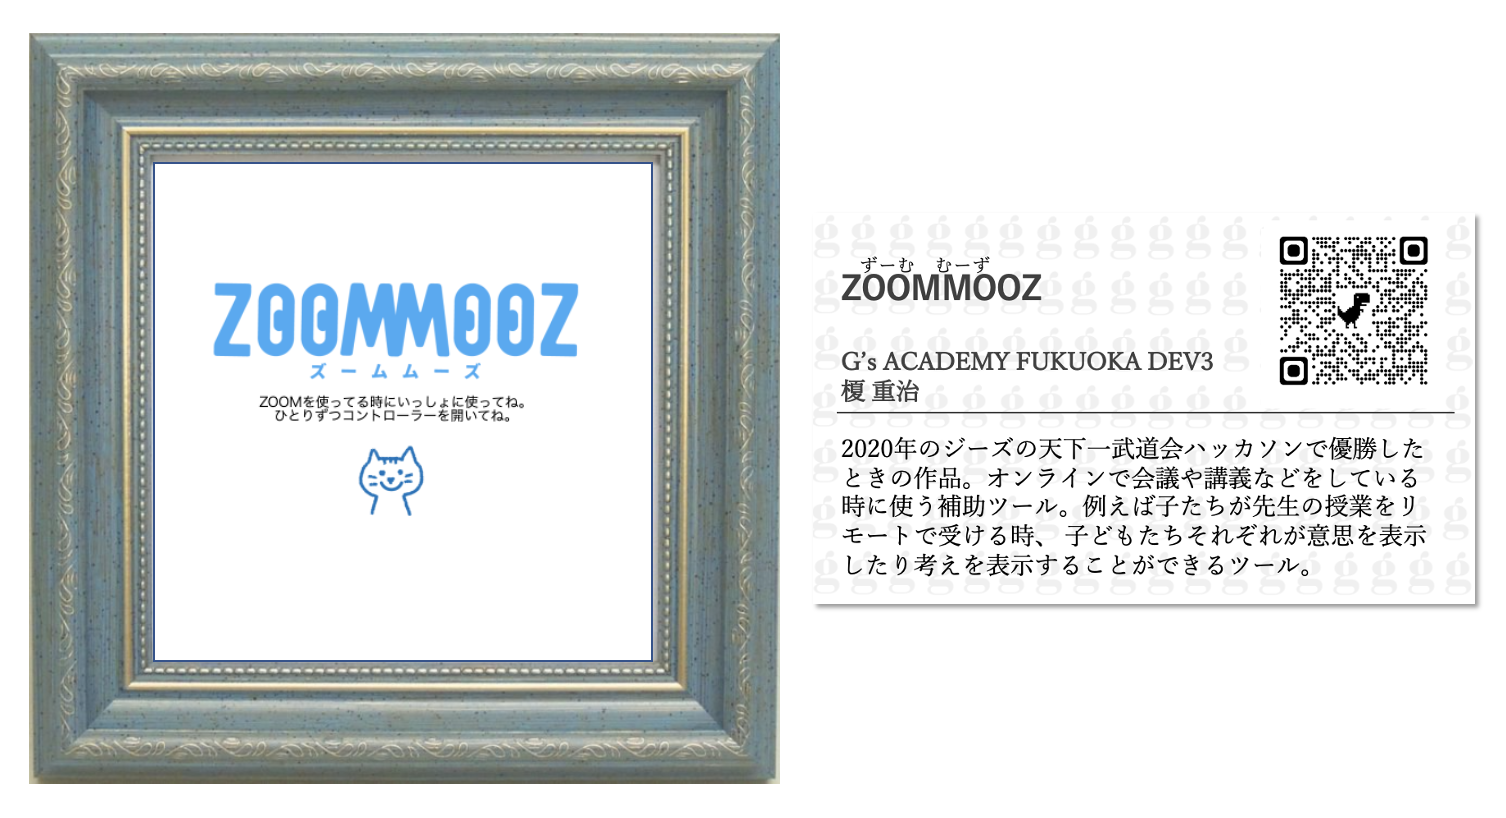 ZOOMMOOZ
ズームムーズ
ZOOMを使ってる時にいっしょに使ってね。
ひとりずつコントローラーを開いてね。
ずーむ むーず
ZOOMMOOZ
G’s ACADEMY FUKUOKA DEV3
榎 重治
2020年のジーズの天下一武道会ハッカソンで優勝した
ときの作品。オンラインで会議や講義などをしている
時に使う補助ツール。例えば子たちが先生の授業をリ
モートで受ける時、 子どもたちそれぞれが意思を表示
したり考えを表示することができるツール。